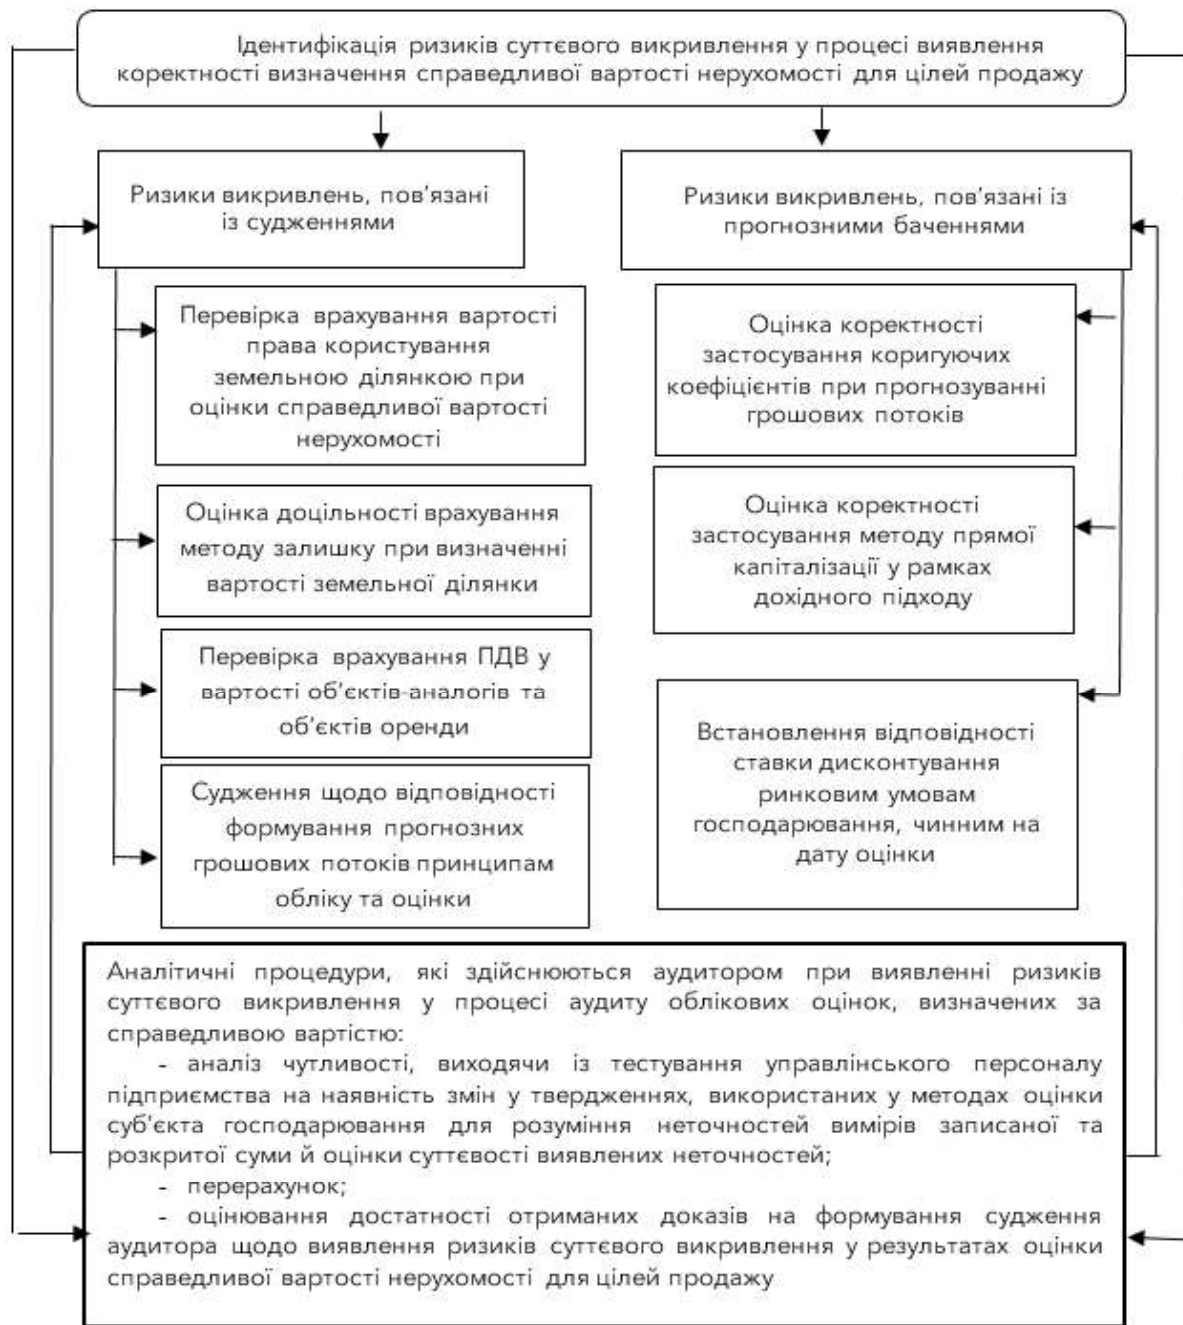 Ідентифікація ризиків суттєвого викривлення у процесі виявлення
коректності визначення справедливої вартості нерухомості для цілей продажу
Ризики викривлень, пов’язані
із судженнями
Перевірка врахування вартості
права користування
земельною ділянкою при
оцінки справедливої вартості
нерухомості
Оцінка доцільності врахування
методу залишку при визначенні
вартості земельної ділянки
Перевірка врахування ПДВ у
вартості об’єктів-аналогів та
об’єктів оренди
Судження щодо відповідності
формування прогнозних
грошових потоків принципам
обліку та оцінки
Ризики викривлень, пов’язані із
прогнозними баченнями
Оцінка коректності
застосування коригуючих
коефіцієнтів при прогнозуванні
грошових потоків
Оцінка коректності
застосування методу прямої
капіталізації у рамках
дохідного підходу
Встановлення відповідності
ставки дисконтування
ринковим умовам
господарювання, чинним на
дату оцінки
Аналітичні процедури, які здійснюються аудитором при виявленні ризиків
суттєвого викривлення у процесі аудиту облікових оцінок, визначених за
справедливою вартістю:
- аналіз чутливості, виходячи із тестування управлінського персоналу
підприємства на наявність змін у твердженнях, використаних у методах оцінки
суб’єкта господарювання для розуміння неточностей вимірів записаної та
розкритої суми й оцінки суттєвості виявлених неточностей;
- перерахунок;
- оцінювання достатності отриманих доказів на формування судження
аудитора щодо виявлення ризиків суттєвого викривлення у результатах оцінки
справедливої вартості нерухомості для цілей продажу